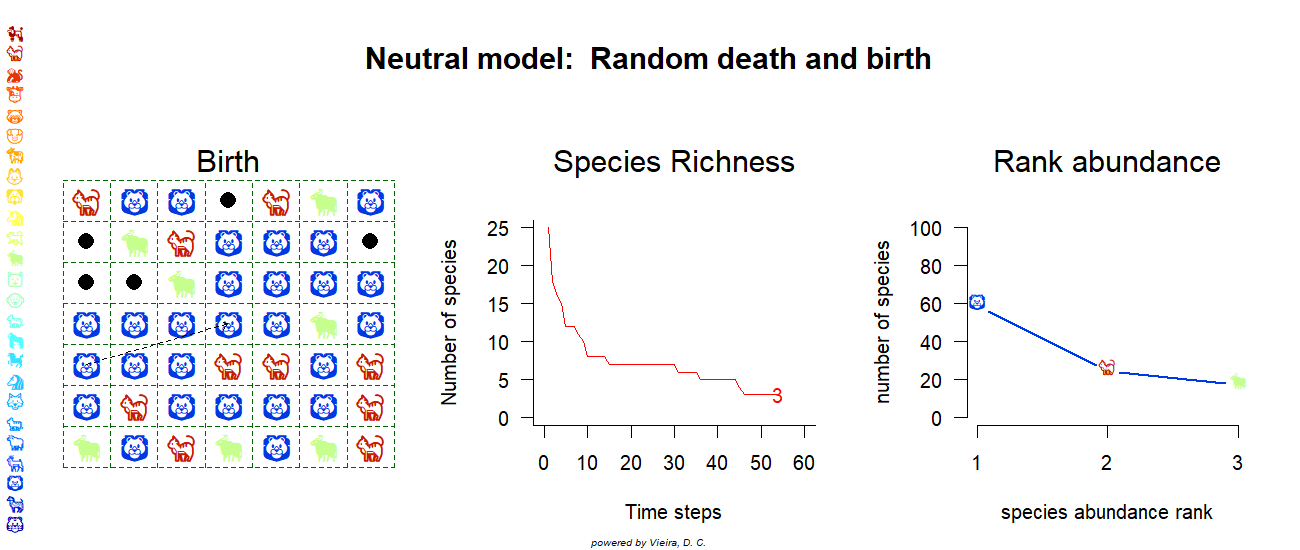 Neutral model:  Random death and birth
Birth
Species Richness
Rank abundance
Number of species
25
20
15
10
5
0
3
0 10 20 30 40 50 60
Time steps
number of species
100
80
60
40
20
0
1 2 3
species abundance rank
powered by Vieira, D. C.